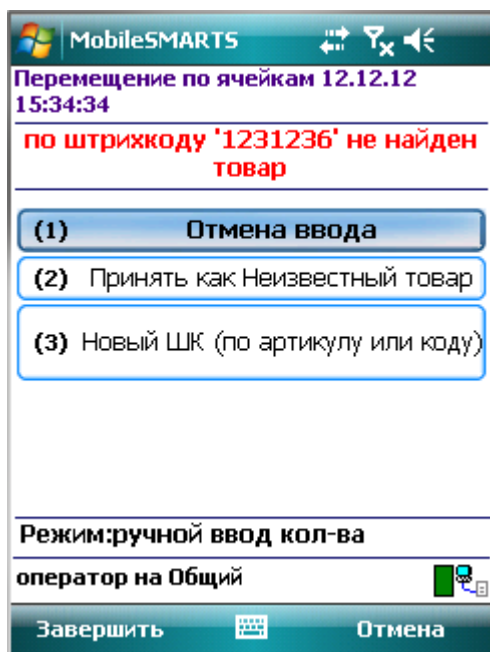 MobileSMARTS
Перемещение по ячейкам 12.12.12
15:34:34
по штрихкоду '1231236' не найден
товар
(1) Отмена ввода
(2) Принять как Неизвестный товар
(3) Новый ШК (по артикулу или коду)
Режим:ручной ввод кол-ва
оператор на Общий
Завершить Отмена